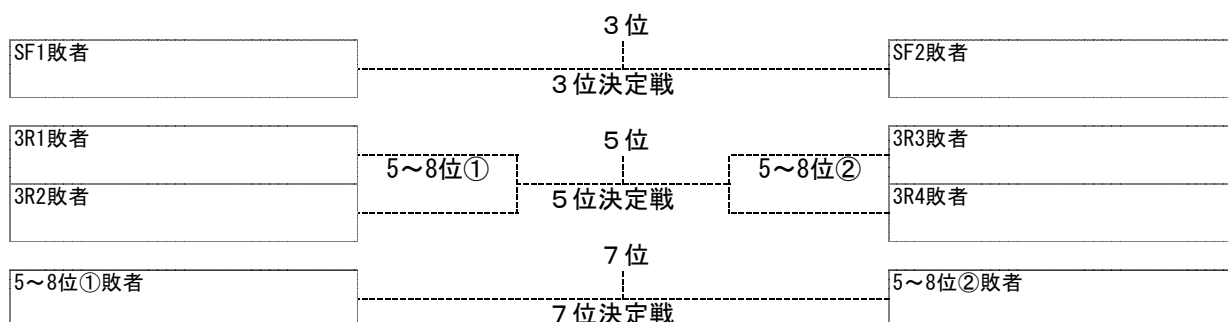 3位
SF1敗者
SF2敗者
3位決定戦
3R1敗者
5位
3R3敗者
5～8位①
5～8位②
3R2敗者
5位決定戦
3R4敗者
7位
5～8位①敗者
5～8位②敗者
7位決定戦